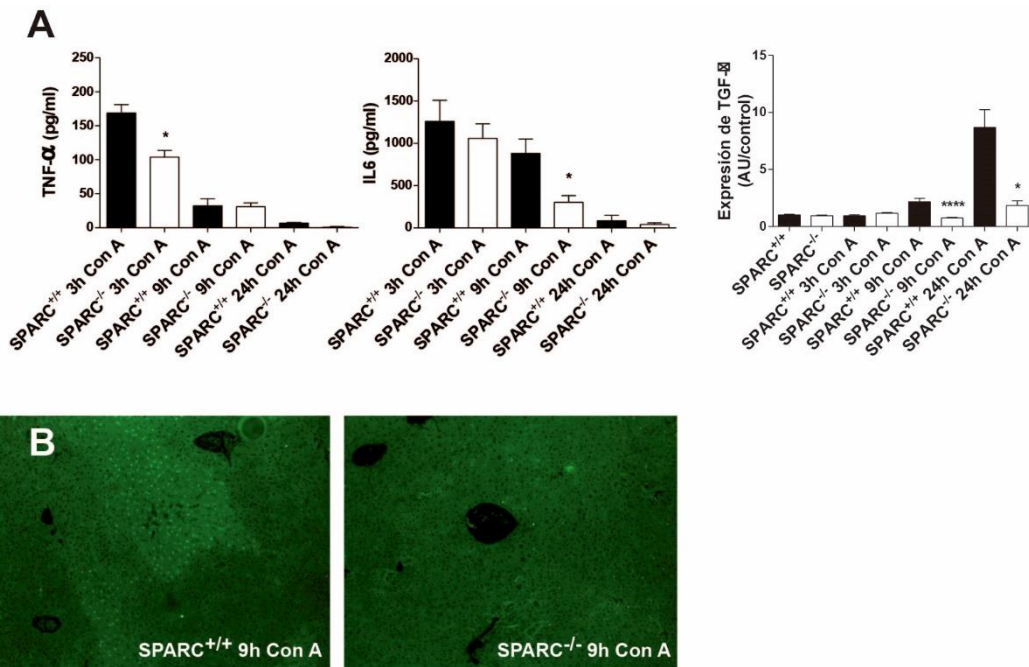 A
TNF-α (pg/ml)
250
200
150
100
50
0
*
SPARC+/+ 3h Con A
SPARC-/- 3h Con A
SPARC+/+ 9h Con A
SPARC-/- 9h Con A
SPARC+/+ 24h Con A
SPARC-/- 24h Con A
IL6 (pg/ml)
2000
1500
1000
500
0
*
SPARC+/+ 3h Con A
SPARC-/- 3h Con A
SPARC+/+ 9h Con A
SPARC-/- 9h Con A
SPARC+/+ 24h Con A
SPARC-/- 24h Con A
Expresión de TGF-
(AU/control)
15
10
5
0
****
*
SPARC+/+
SPARC-/-
SPARC+/+ 3h Con A
SPARC-/- 3h Con A
SPARC+/+ 9h Con A
SPARC-/- 9h Con A
SPARC+/+ 24h Con A
SPARC-/- 24h Con A
B
SPARC+/+ 9h Con A
SPARC-/- 9h Con A